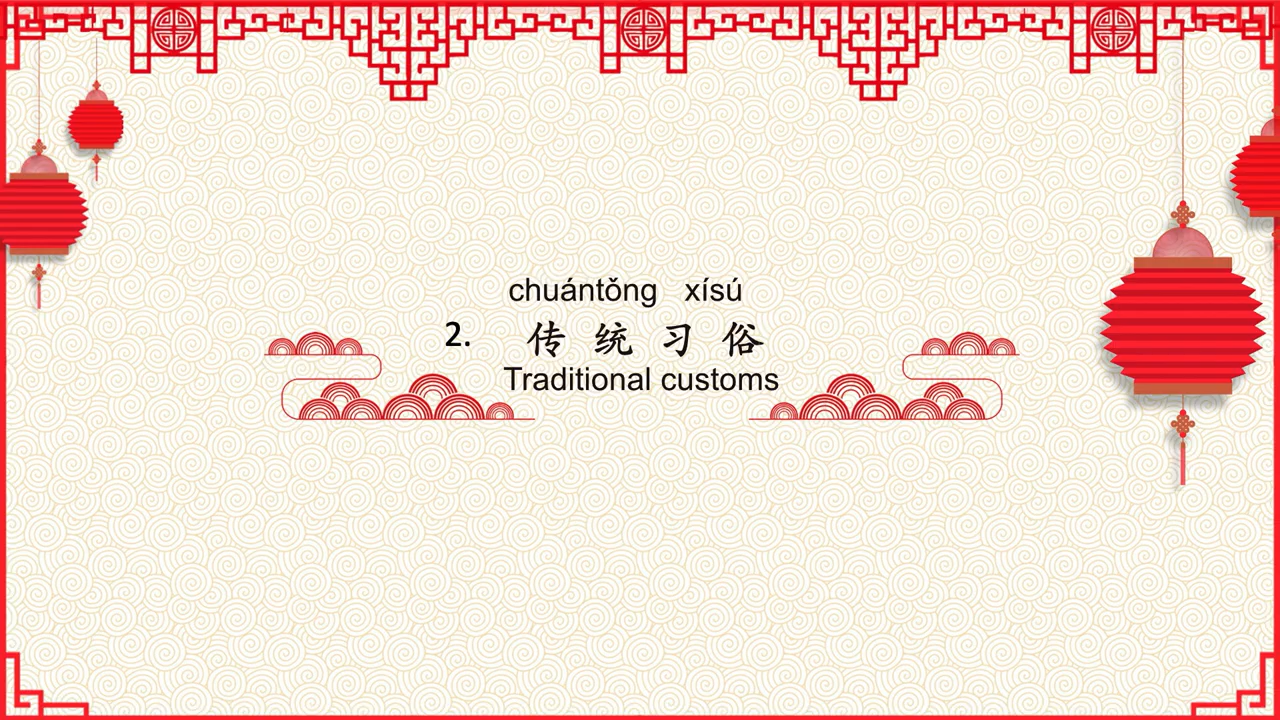 chuántǒng xísú
2. 传统习俗
Traditional customs